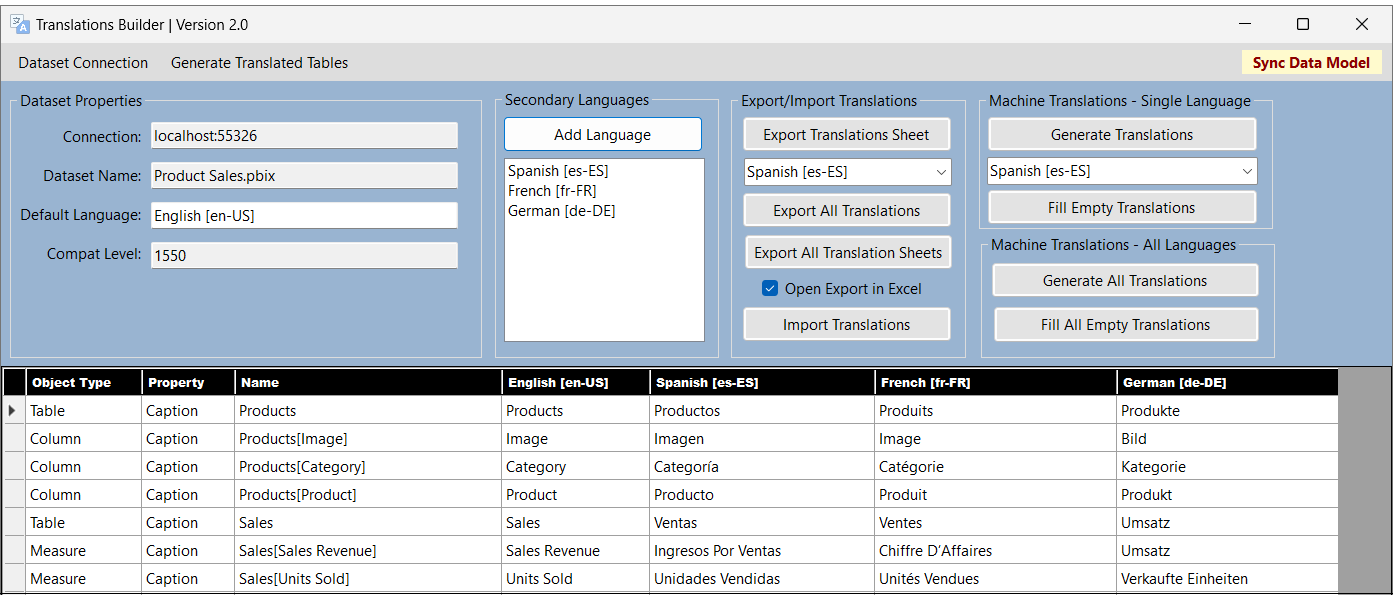 Translations Builder | Version 2.0
Dataset Connection Generate Translated Tables Sync Data Model
Dataset Properties
Connection: localhost:55326
Dataset Name: Product Sales.pbix
Default Language: English [en-US]
Compat Level: 1550
Secondary Languages
Add Language
Spanish [es-ES]
French [fr-FR]
German [de-DE]
Export/Import Translations
Export Translations Sheet
Spanish [es-ES]
Export All Translations
Export All Translation Sheets
Open Export in Excel
Import Translations
Machine Translations - Single Language
Generate Translations
Spanish [es-ES]
Fill Empty Translations
Machine Translations - All Languages
Generate All Translations
Fill All Empty Translations
Object Type Property Name English [en-US] Spanish [es-ES] French [fr-FR] German [de-DE]
Table Caption Products Products Productos Produits Produkte
Column Caption Products[Image] Image Imagen Image Bild
Column Caption Products[Category] Category Categoría Catégorie Kategorie
Column Caption Products[Product] Product Producto Produit Produkt
Table Caption Sales Sales Ventas Ventes Umsatz
Measure Caption Sales[Sales Revenue] Sales Revenue Ingresos Por Ventas Chiffre D’Affaires Umsatz
Measure Caption Sales[Units Sold] Units Sold Unidades Vendidas Unités Vendues Verkaufte Einheiten